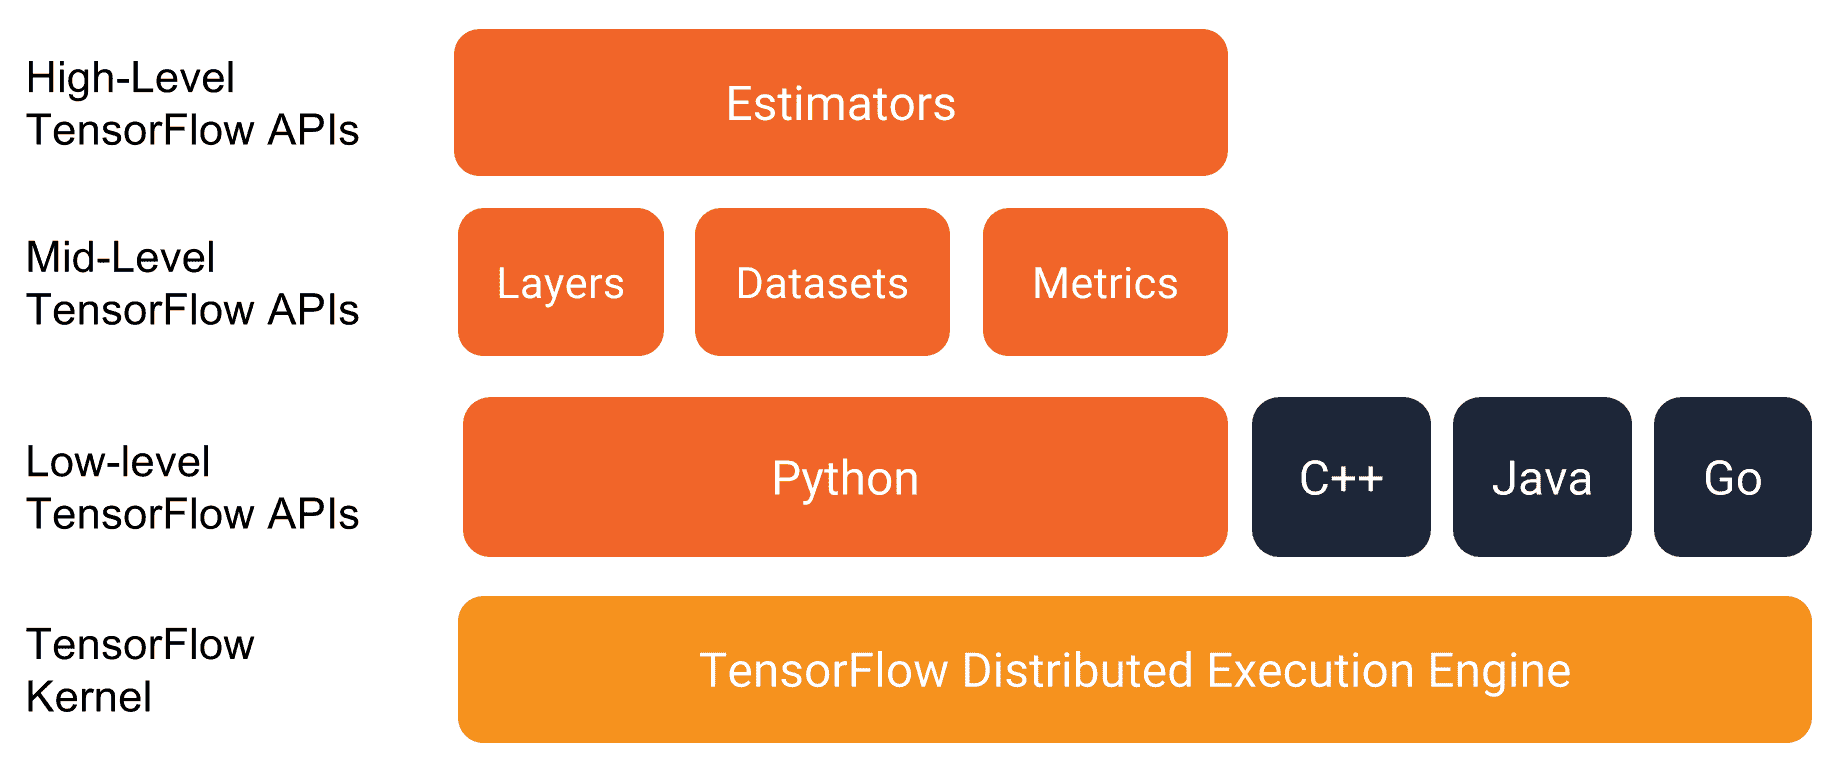 High-Level
TensorFlow APIs
Estimators
Mid-Level
TensorFlow APIs
Layers
Datasets
Metrics
Low-level
TensorFlow APIs
Python
C++
Java
Go
TensorFlow
Kernel
TensorFlow Distributed Execution Engine